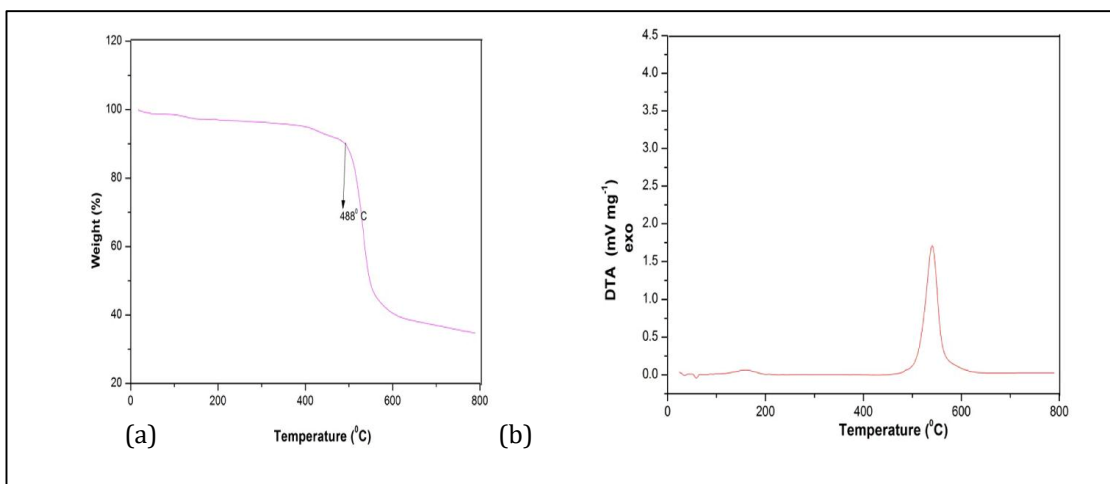 120
100
80
60
40
20
0 200 400 600 800
Weight (%)
488⁰ C
Temperature (⁰C)
(a)
4.5
4.0
3.5
3.0
2.5
2.0
1.5
1.0
0.5
0.0
0 200 400 600 800
DTA (mV mg⁻¹)
exo
Temperature (⁰C)
(b)